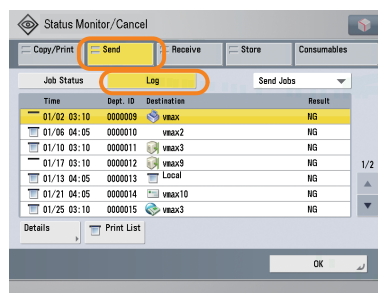 Status Monitor/Cancel
Copy/Print Send Receive Store Consumables
Job Status Log Send Jobs
Time Dept. ID Destination Result
01/02 03:10 0000009 vmax NG
01/06 04:05 0000010 vmax2 NG
01/10 03:10 0000011 vmax3 NG
01/17 03:10 0000012 vmax9 NG
01/13 04:05 0000013 Local NG
01/21 04:05 0000014 vmax10 NG
01/25 03:10 0000015 vmax3 NG
1/2
Details Print List
OK